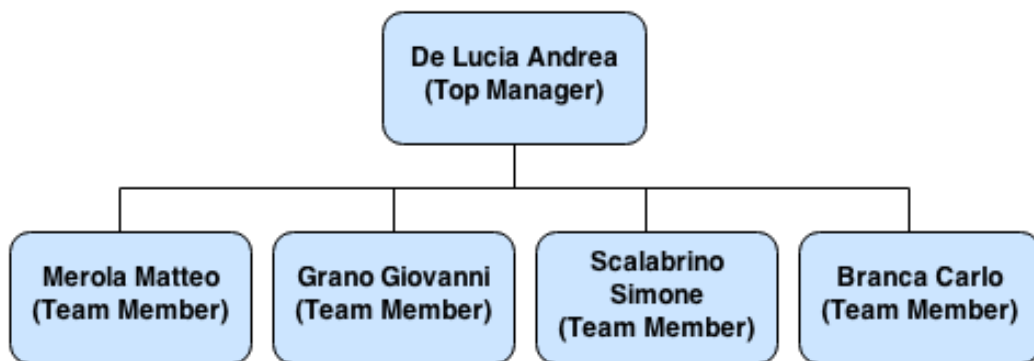 De Lucia Andrea
(Top Manager)
Merola Matteo
(Team Member)
Grano Giovanni
(Team Member)
Scalabrino
Simone
(Team Member)
Branca Carlo
(Team Member)